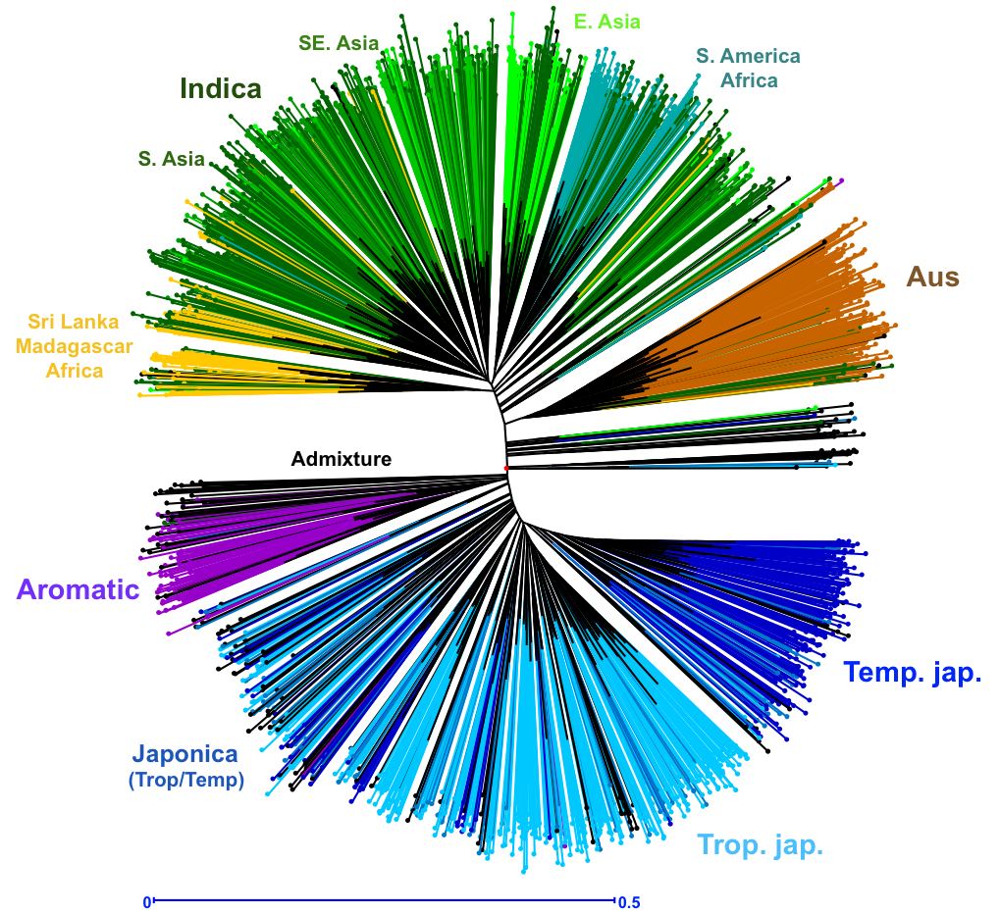 E. Asia
SE. Asia
S. America
Africa
Indica
S. Asia
Aus
Sri Lanka
Madagascar
Africa
Admixture
Aromatic
Temp. jap.
Japonica
(Trop/Temp)
Trop. jap.
0
0.5